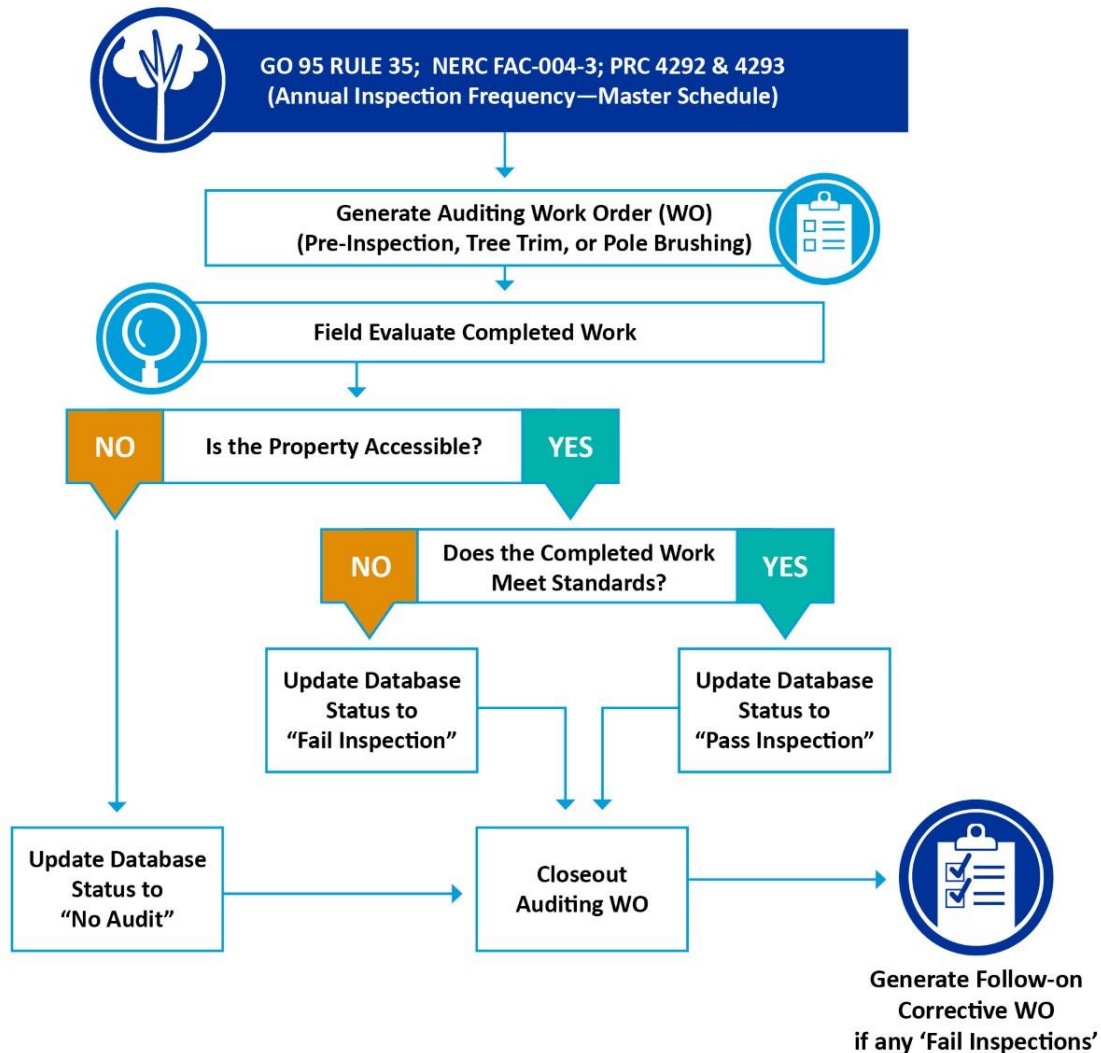 GO 95 RULE 35; NERC FAC-004-3; PRC 4292 & 4293
(Annual Inspection Frequency—Master Schedule)
Generate Auditing Work Order (WO)
(Pre-Inspection, Tree Trim, or Pole Brushing)
Field Evaluate Completed Work
NO
Is the Property Accessible?
YES
NO
Does the Completed Work
Meet Standards?
YES
Update Database
Status to
“Fail Inspection”
Update Database
Status to
“Pass Inspection”
Update Database
Status to
“No Audit”
Closeout
Auditing WO
Generate Follow-on
Corrective WO
if any ‘Fail Inspections’